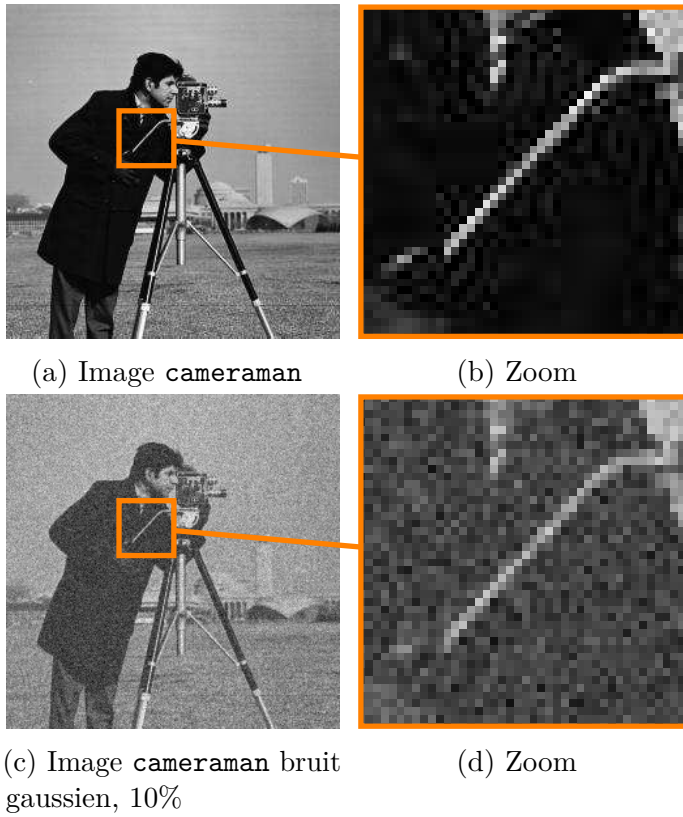 (a) Image cameraman
(b) Zoom
(c) Image cameraman bruit
gaussien, 10%
(d) Zoom